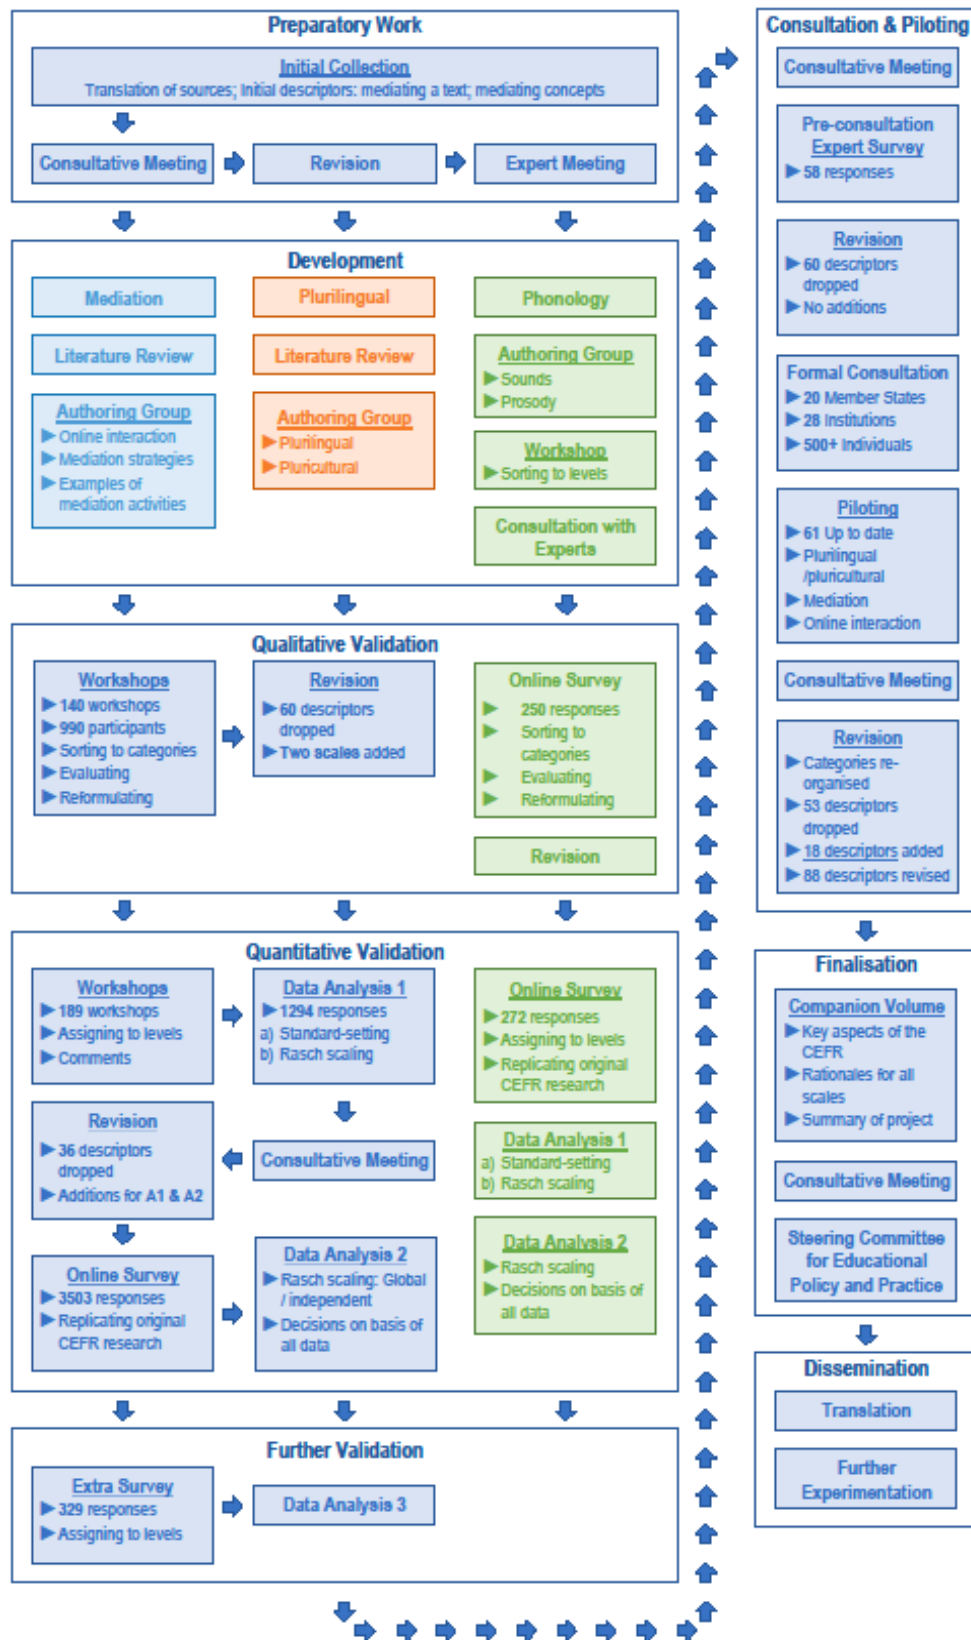 Preparatory Work
Initial Collection
Translation of sources; Initial descriptors: mediating a text; mediating concepts
Consultative Meeting
Revision
Expert Meeting
Development
Mediation
Literature Review
Authoring Group
Online interaction
Mediation strategies
Examples of
mediation activities
Plurilingual
Literature Review
Authoring Group
Plurilingual
Pluricultural
Phonology
Authoring Group
Sounds
Prosody
Workshop
Sorting to levels
Consultation with
Experts
Qualitative Validation
Workshops
140 workshops
990 participants
Sorting to categories
Evaluating
Reformulating
Revision
60 descriptors
dropped
Two scales added
Online Survey
250 responses
Sorting to
categories
Evaluating
Reformulating
Revision
Quantitative Validation
Workshops
189 workshops
Assigning to levels
Comments
Data Analysis 1
1294 responses
a) Standard-setting
b) Rasch scaling
Revision
36 descriptors
dropped
Additions for A1 & A2
Consultative Meeting
Online Survey
3503 responses
Replicating original
CEFR research
Data Analysis 2
Rasch scaling: Global
/ independent
Decisions on basis of
all data
Online Survey
272 responses
Assigning to levels
Replicating original
CEFR research
Data Analysis 1
a) Standard-setting
b) Rasch scaling
Data Analysis 2
Rasch scaling
Decisions on basis of
all data
Further Validation
Extra Survey
329 responses
Assigning to levels
Data Analysis 3
Consultation & Piloting
Consultative Meeting
Pre-consultation
Expert Survey
58 responses
Revision
60 descriptors
dropped
No additions
Formal Consultation
20 Member States
28 Institutions
500+ Individuals
Piloting
61 Up to date
Plurilingual
/pluricultural
Mediation
Online interaction
Consultative Meeting
Revision
Categories re-
organised
53 descriptors
dropped
18 descriptors added
88 descriptors revised
Finalisation
Companion Volume
Key aspects of the
CEFR
Rationales for all
scales
Summary of project
Consultative Meeting
Steering Committee
for Educational
Policy and Practice
Dissemination
Translation
Further
Experimentation